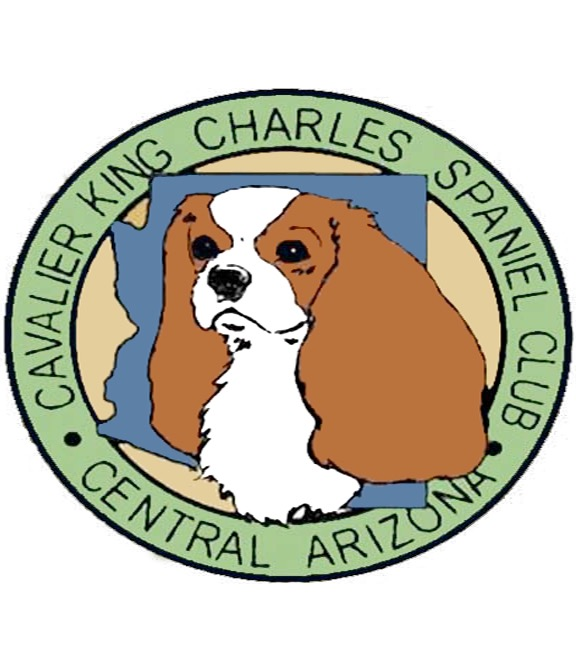 CAVALIER KING CHARLES SPANIEL CLUB
CENTRAL ARIZONA